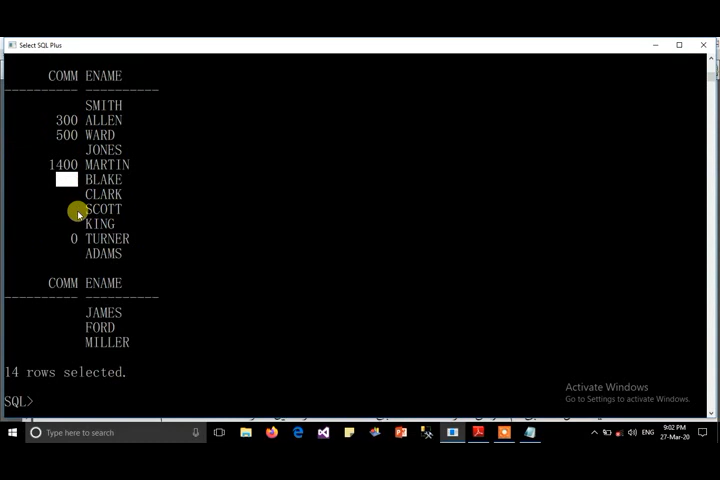 Select SQL Plus
COMM ENAME
---------- ----------
SMITH
300 ALLEN
500 WARD
JONES
1400 MARTIN
BLAKE
CLARK
SCOTT
KING
0 TURNER
ADAMS
COMM ENAME
---------- ----------
JAMES
FORD
MILLER
14 rows selected.
SQL>
Activate Windows
Go to Settings to activate Windows.
Type here to search
ENG
9:02 PM
27-Mar-20